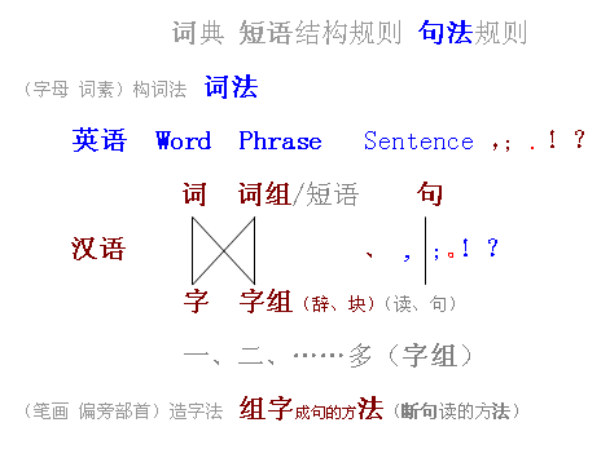 词典 短语结构规则 句法规则
（字母 词素）构词法 词法
英语 Word Phrase Sentence ，；．！？
词 词组/短语 句
汉语 、，；。！？
字 字组（辞、块）（读、句）
一、二、……多（字组）
（笔画 偏旁部首）造字法 组字成句的方法（断句读的方法）